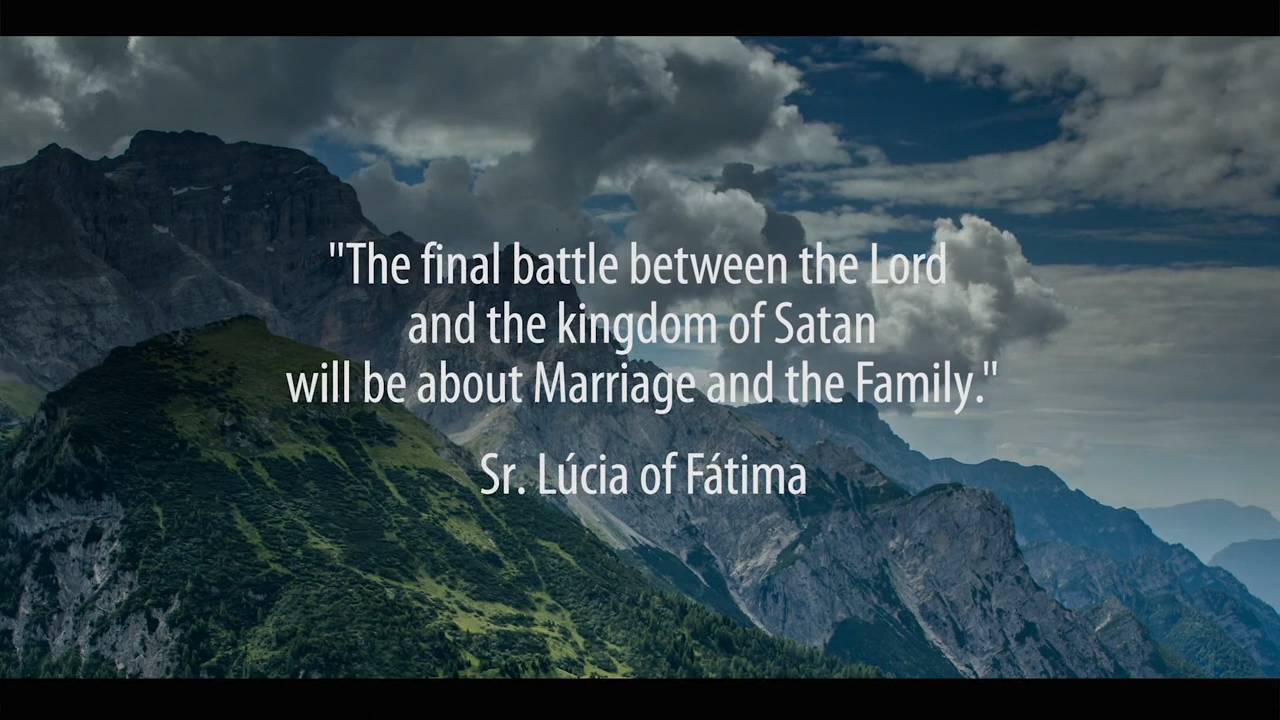 "The final battle between the Lord
and the kingdom of Satan
will be about Marriage and the Family."
Sr. Lúcia of Fátima